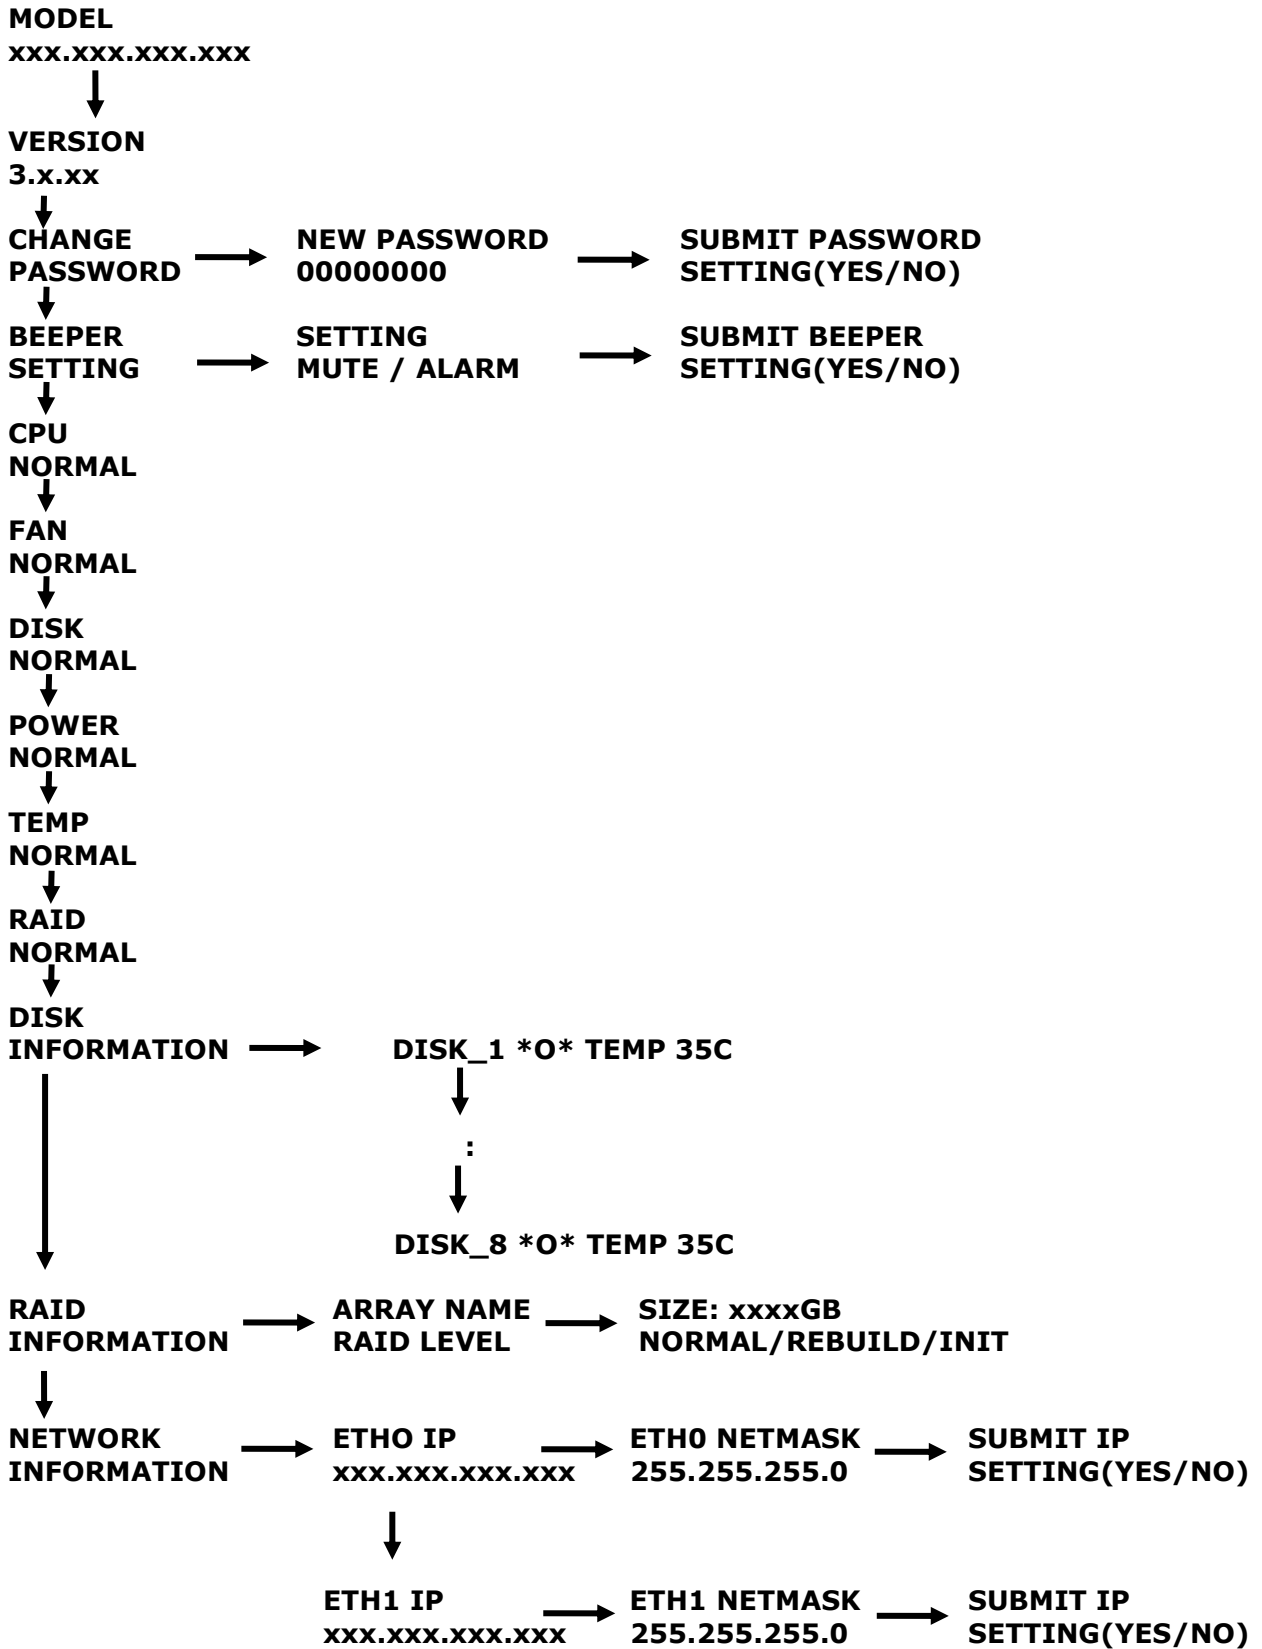 MODEL
xxx.xxx.xxx.xxx
VERSION
3.x.xx
CHANGE
PASSWORD
NEW PASSWORD
00000000
SUBMIT PASSWORD
SETTING(YES/NO)
BEEPER
SETTING
SETTING
MUTE / ALARM
SUBMIT BEEPER
SETTING(YES/NO)
CPU
NORMAL
FAN
NORMAL
DISK
NORMAL
POWER
NORMAL
TEMP
NORMAL
RAID
NORMAL
DISK
INFORMATION
DISK_1 *O* TEMP 35C
:
DISK_8 *O* TEMP 35C
RAID
INFORMATION
ARRAY NAME
RAID LEVEL
SIZE: xxxxGB
NORMAL/REBUILD/INIT
NETWORK
INFORMATION
ETHO IP
xxx.xxx.xxx.xxx
ETH0 NETMASK
255.255.255.0
SUBMIT IP
SETTING(YES/NO)
ETH1 IP
xxx.xxx.xxx.xxx
ETH1 NETMASK
255.255.255.0
SUBMIT IP
SETTING(YES/NO)